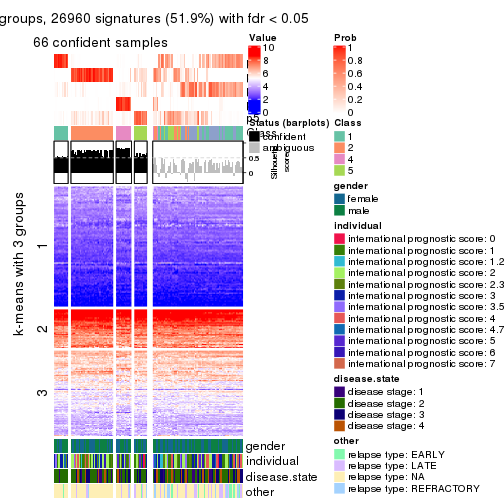 groups, 26960 signatures (51.9%) with fdr < 0.05
66 confident samples
Value
10
8
6
4
2
0
Prob
1
0.8
0.6
0.4
0.2
0
p5
Class
Status (barplots)
confident
ambiguous
0.5
0
Silhouette
score
Class
1
2
4
5
gender
female
male
individual
international prognostic score: 0
international prognostic score: 1
international prognostic score: 1.2
international prognostic score: 2
international prognostic score: 2.3
international prognostic score: 3
international prognostic score: 3.5
international prognostic score: 4
international prognostic score: 4.7
international prognostic score: 5
international prognostic score: 6
international prognostic score: 7
disease.state
disease stage: 1
disease stage: 2
disease stage: 3
disease stage: 4
other
relapse type: EARLY
relapse type: LATE
relapse type: NA
relapse type: REFRACTORY
k-means with 3 groups
1
2
3
gender
individual
disease.state
other